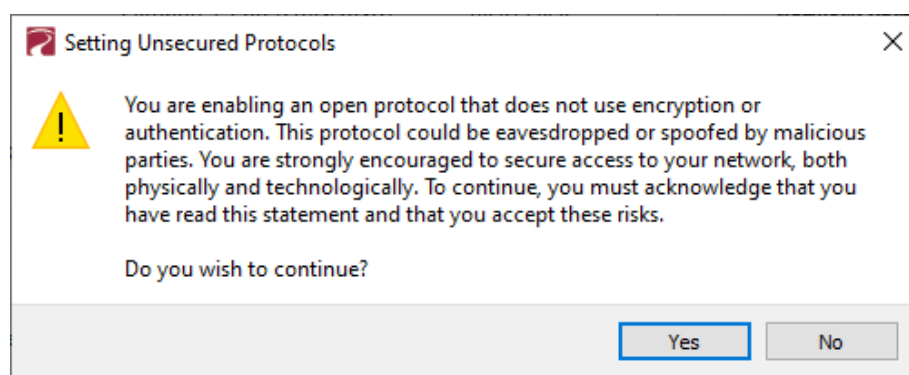 Setting Unsecured Protocols
You are enabling an open protocol that does not use encryption or
authentication. This protocol could be eavesdropped or spoofed by malicious
parties. You are strongly encouraged to secure access to your network, both
physically and technologically. To continue, you must acknowledge that you
have read this statement and that you accept these risks.
Do you wish to continue?
Yes
No